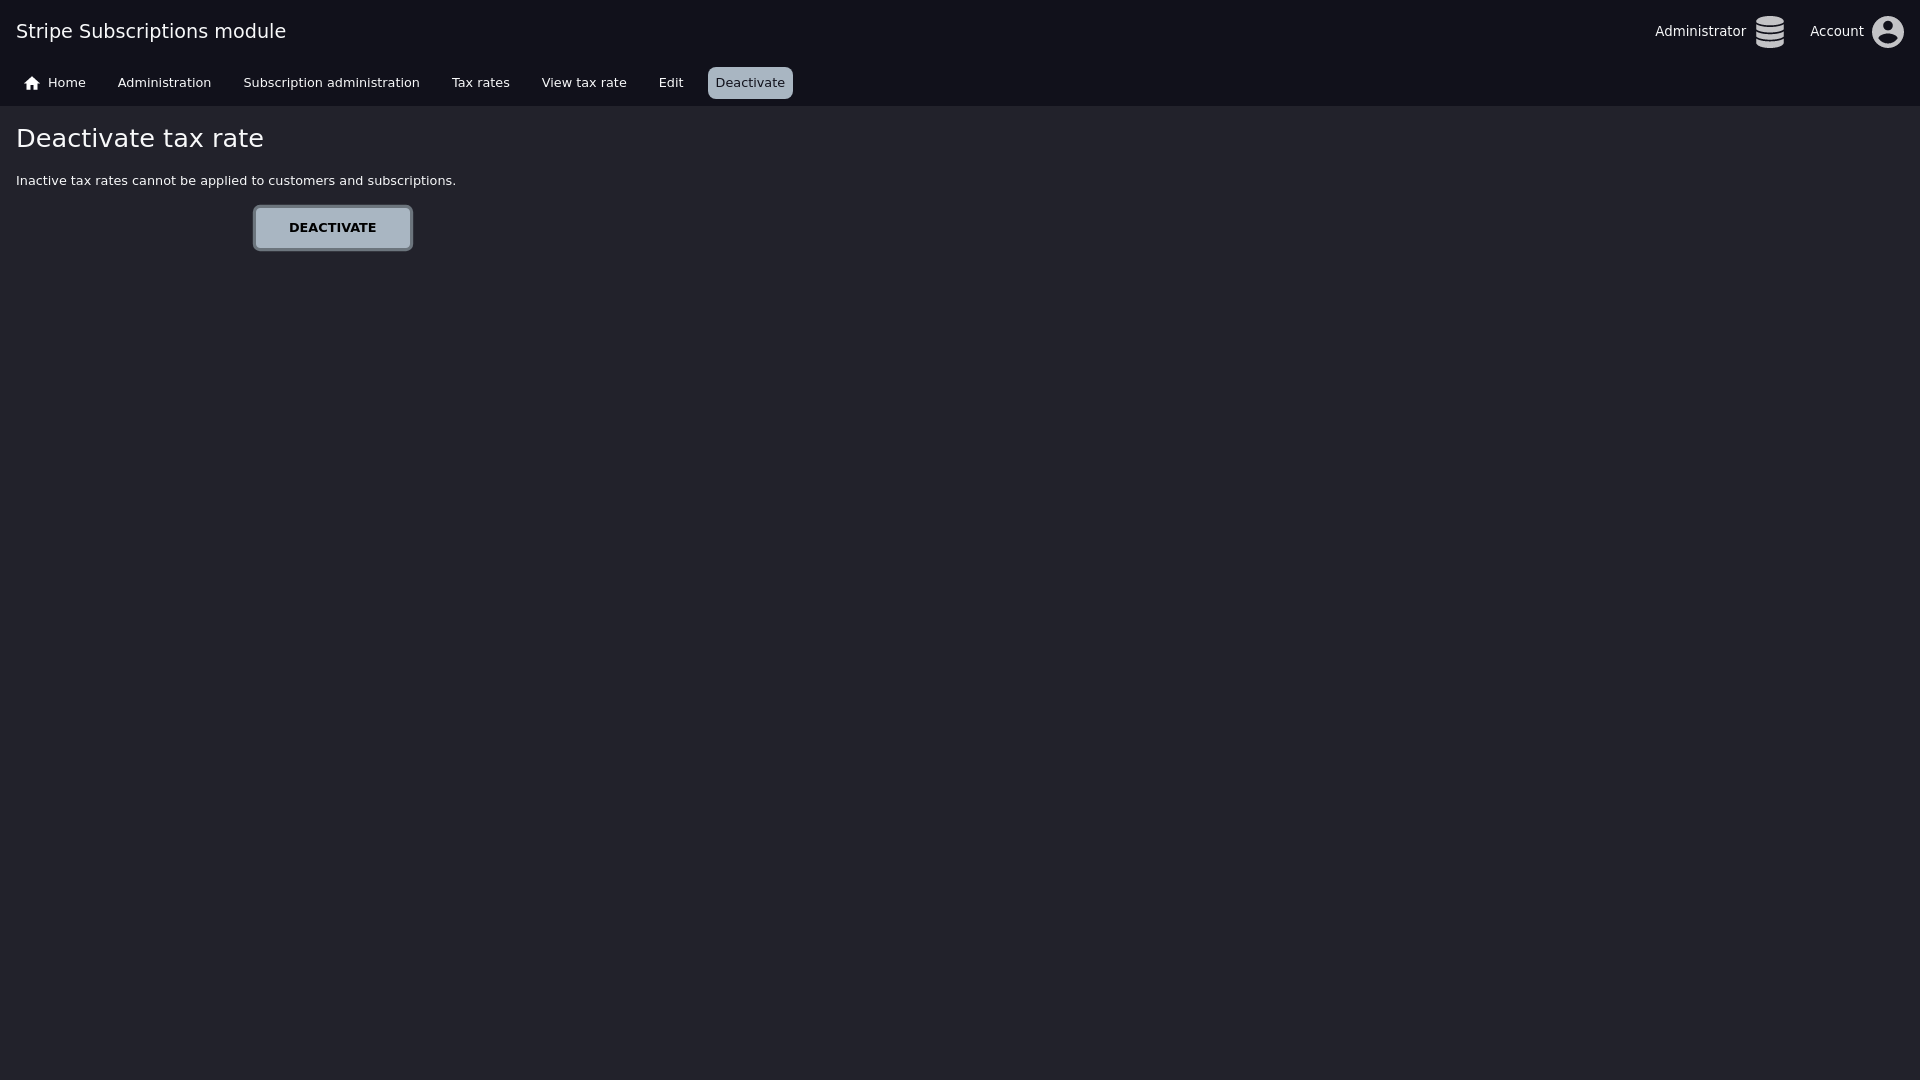 Stripe Subscriptions module
Administrator
Account
Home
Administration
Subscription administration
Tax rates
View tax rate
Edit
Deactivate
Deactivate tax rate
Inactive tax rates cannot be applied to customers and subscriptions.
DEACTIVATE